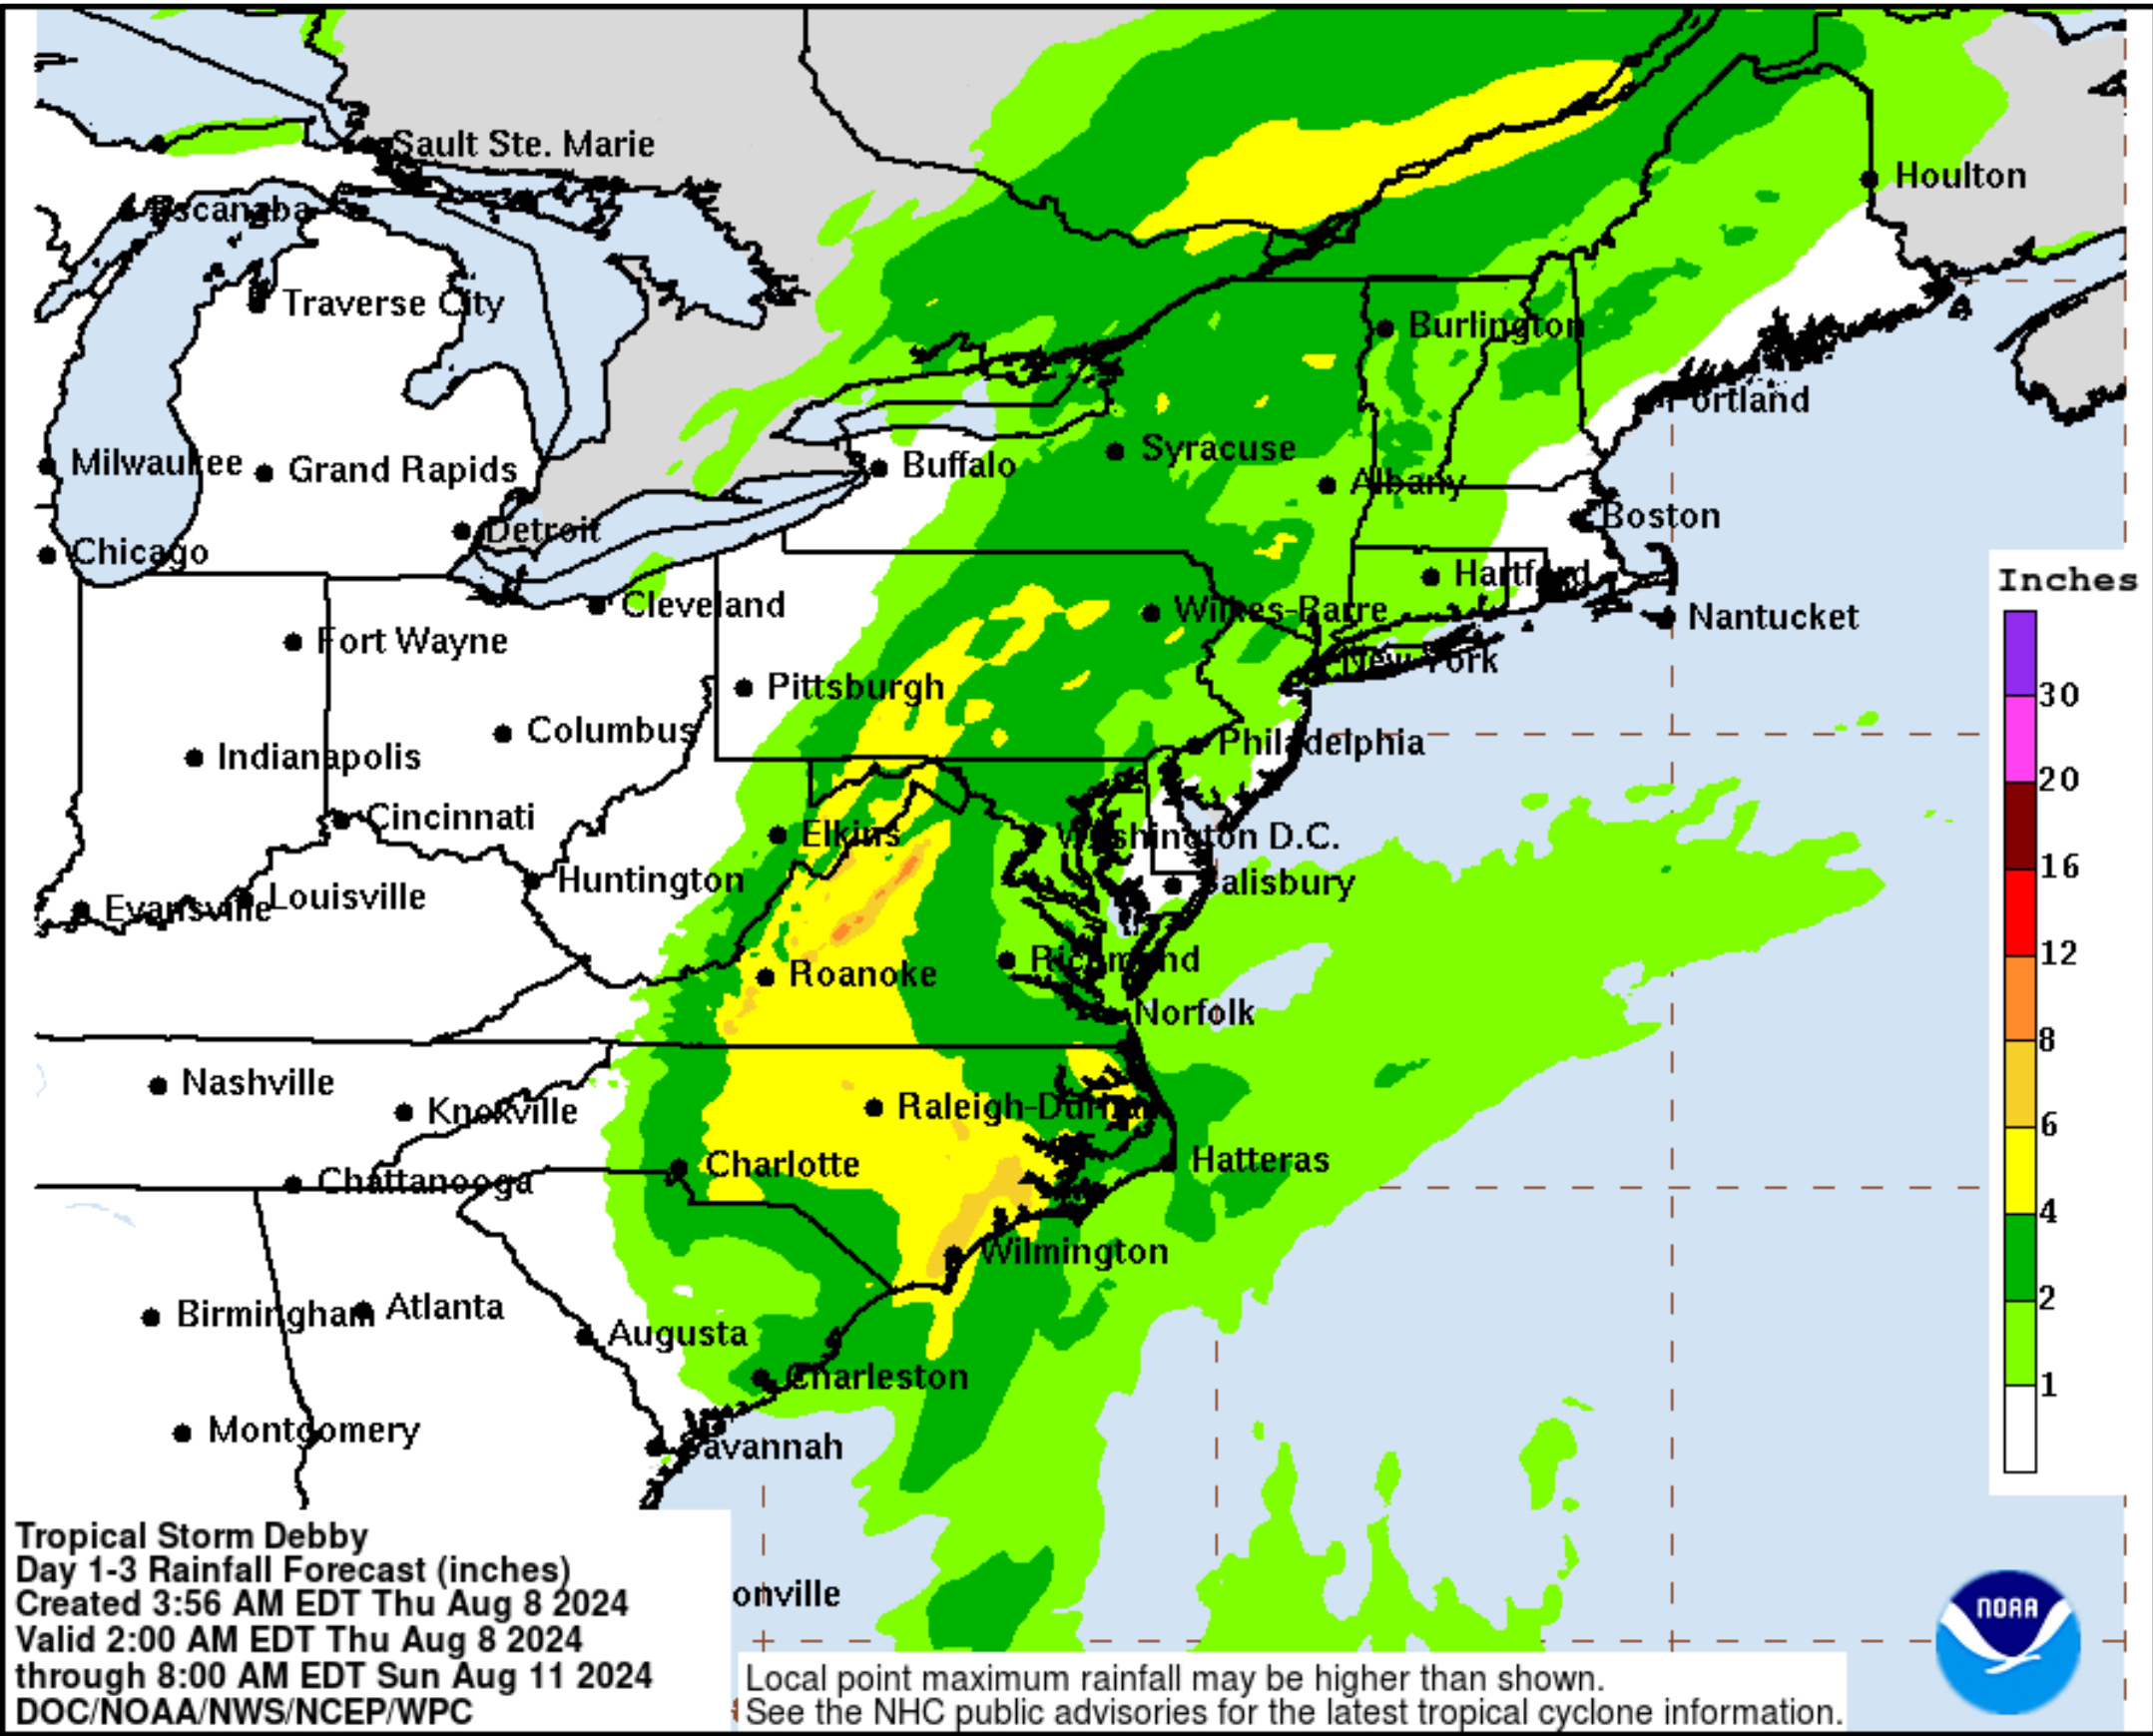 Sault Ste. Marie
Escanaba
Houlton
Traverse City
Burlington
Portland
Milwaukee
Grand Rapids
Buffalo
Syracuse
Albany
Detroit
Boston
Chicago
Hartford
Inches
Cleveland
Wilkes-Barre
Nantucket
Fort Wayne
New York
30
Pittsburgh
Columbus
Philadelphia
Indianapolis
20
Cincinnati
Elkins
Washington D.C.
16
Huntington
Salisbury
Evansville
Louisville
12
Roanoke
Richmond
Norfolk
8
Nashville
Knoxville
Raleigh-Durham
6
Charlotte
Hatteras
Chattanooga
4
Wilmington
2
Birmingham
Atlanta
Augusta
Charleston
1
Montgomery
Savannah
Tropical Storm Debby
Day 1-3 Rainfall Forecast (inches)
Created 3:56 AM EDT Thu Aug 8 2024
Valid 2:00 AM EDT Thu Aug 8 2024
through 8:00 AM EDT Sun Aug 11 2024
DOC/NOAA/NWS/NCEP/WPC
onville
NOAA
Local point maximum rainfall may be higher than shown.
See the NHC public advisories for the latest tropical cyclone information.